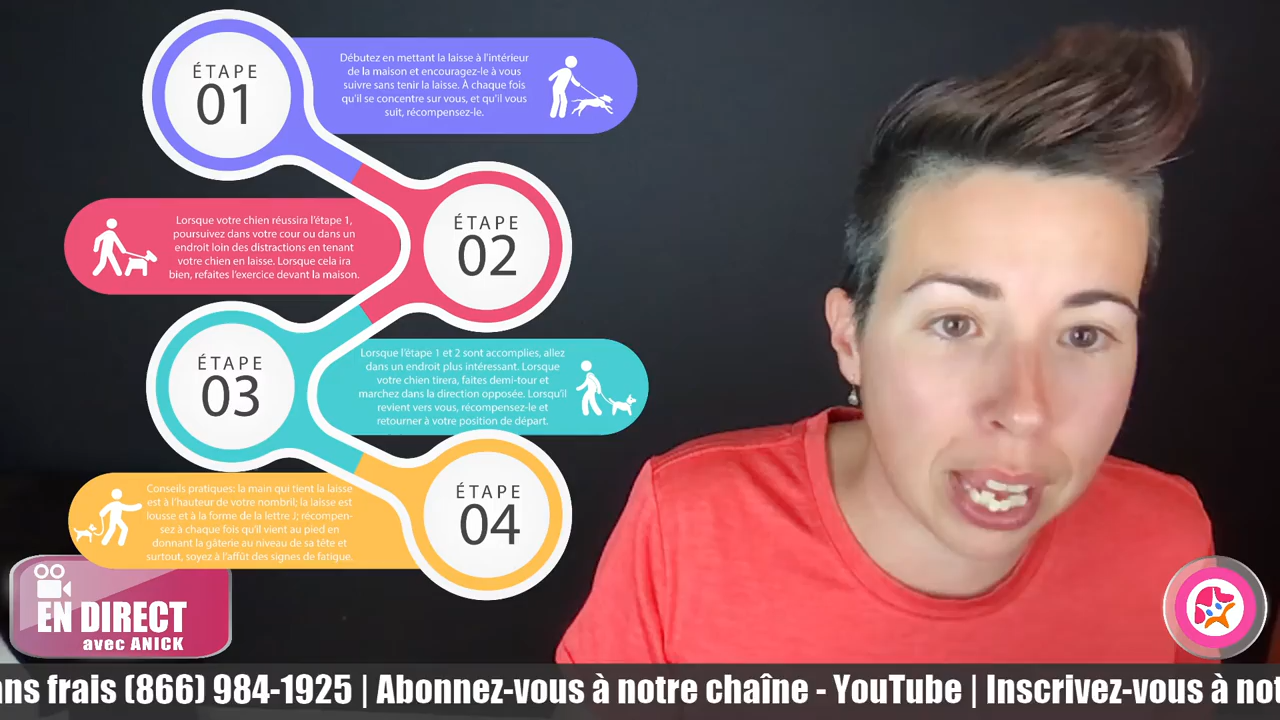 ÉTAPE
01
Débutez en mettant la laisse à l'intérieur
de la maison et encouragez-le à vous
suivre sans tenir la laisse. À chaque fois
qu'il se concentre sur vous, et qu'il vous
suit, récompensez-le.
Lorsque votre chien réussira l'étape 1,
poursuivez dans votre cour ou dans un
endroit loin des distractions en tenant
votre chien en laisse. Lorsque cela ira
bien, refaites l'exercice devant la maison.
ÉTAPE
02
ÉTAPE
03
Lorsque l'étape 1 et 2 sont accomplies, allez
dans un endroit plus intéressant. Lorsque
votre chien tirera, faites demi-tour et
marchez dans la direction opposée. Lorsqu'il
revient vers vous, récompensez-le et
retourner à votre position de départ.
Conseils pratiques: la main qui tient la laisse
est à l'hauteur de votre nombril; la laisse est
lousse et à la forme de la lettre J; récompen-
sez à chaque fois qu'il vient au pied en
donnant la gâterie au niveau de sa tête et
surtout, soyez à l'affût des signes de fatigue.
ÉTAPE
04
EN DIRECT
avec ANICK
ans frais (866) 984-1925 | Abonnez-vous à notre chaîne - YouTube | Inscrivez-vous à not